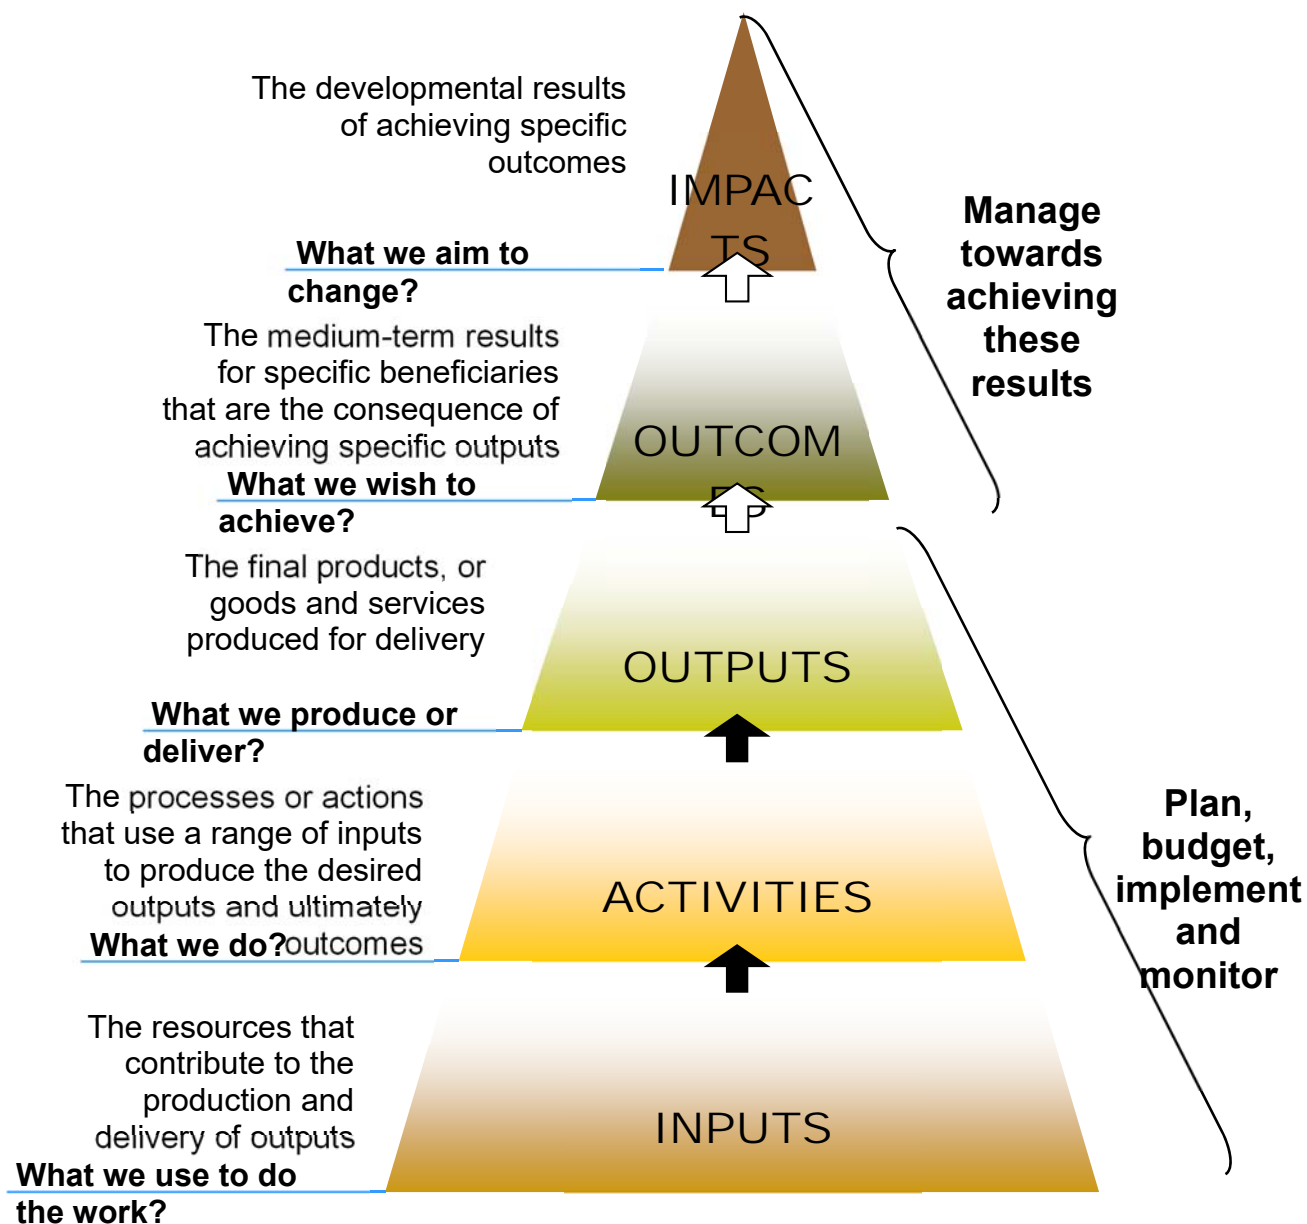 The developmental results
of achieving specific
outcomes
IMPAC
TS
What we aim to
change?
Manage
towards
achieving
these
results
The medium-term results
for specific beneficiaries
that are the consequence of
achieving specific outputs
OUTCOM
ES
What we wish to
achieve?
The final products, or
goods and services
produced for delivery
OUTPUTS
What we produce or
deliver?
The processes or actions
that use a range of inputs
to produce the desired
outputs and ultimately
outcomes
What we do?
ACTIVITIES
Plan,
budget,
implement
and
monitor
The resources that
contribute to the
production and
delivery of outputs
INPUTS
What we use to do
the work?